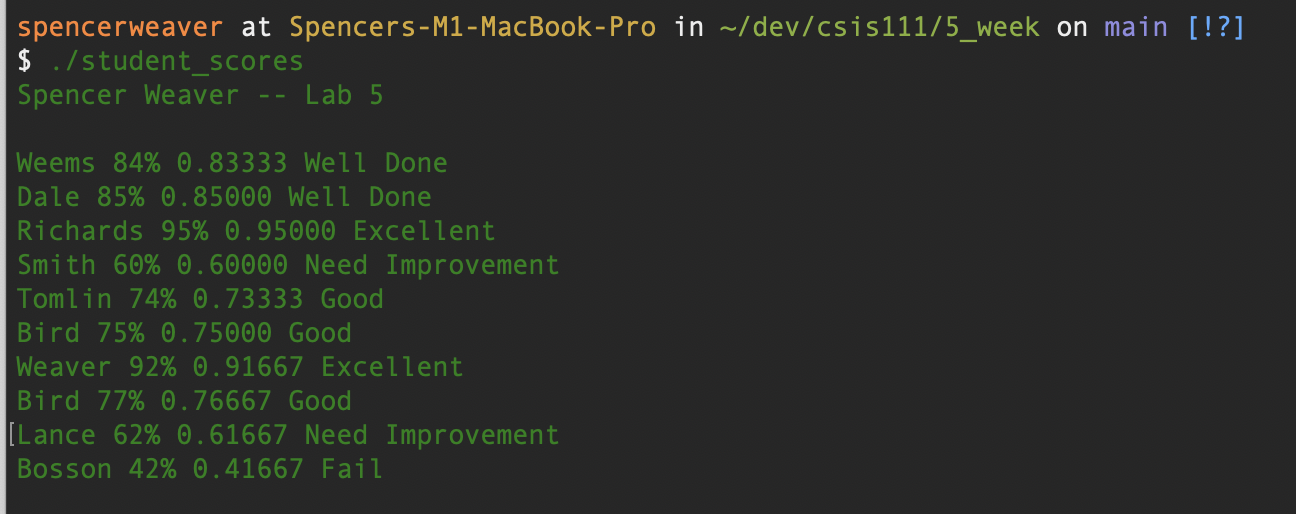 spencerweaver at Spencers-M1-MacBook-Pro in ~/dev/csis111/5_week on main [!?]
$ ./student_scores
Spencer Weaver -- Lab 5

Weems 84% 0.83333 Well Done
Dale 85% 0.85000 Well Done
Richards 95% 0.95000 Excellent
Smith 60% 0.60000 Need Improvement
Tomlin 74% 0.73333 Good
Bird 75% 0.75000 Good
Weaver 92% 0.91667 Excellent
Bird 77% 0.76667 Good
[Lance 62% 0.61667 Need Improvement
Bosson 42% 0.41667 Fail